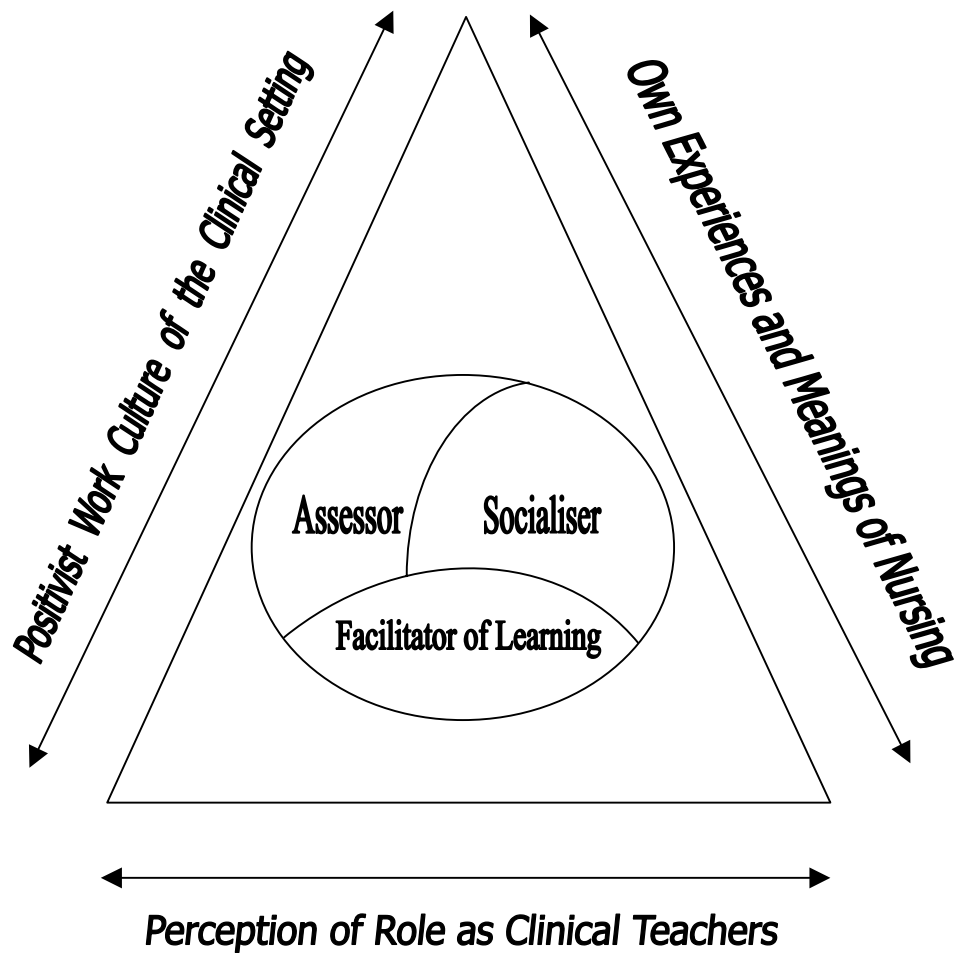 Positivist Work Culture of the Clinical Setting
Own Experiences and Meanings of Nursing
Assessor
Socialiser
Facilitator of Learning
Perception of Role as Clinical Teachers